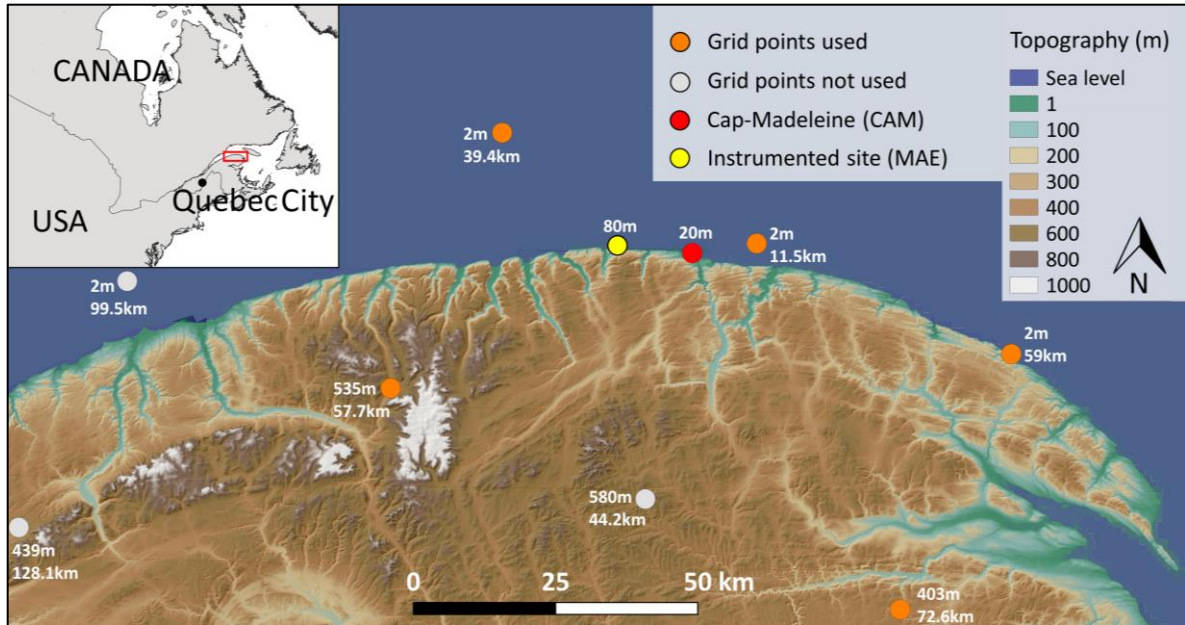 CANADA
USA
Quebec City
Grid points used
Grid points not used
Cap-Madeleine (CAM)
Instrumented site (MAE)
Topography (m)
Sea level
1
100
200
300
400
600
800
1000
N
2m
39.4km
80m
20m
2m
11.5km
2m
99.5km
2m
59km
535m
57.7km
580m
44.2km
439m
128.1km
403m
72.6km
0
25
50 km